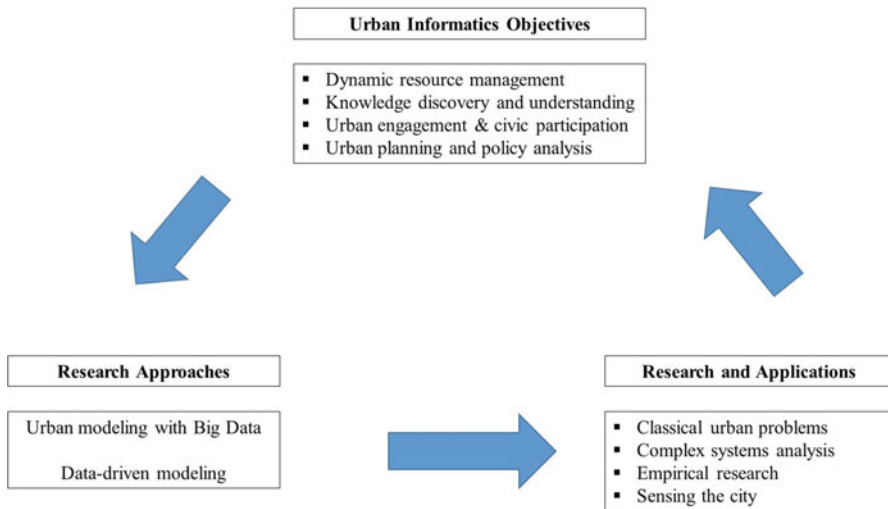 Urban Informatics Objectives
▪ Dynamic resource management
▪ Knowledge discovery and understanding
▪ Urban engagement & civic participation
▪ Urban planning and policy analysis
Research Approaches
Urban modeling with Big Data
Data-driven modeling
Research and Applications
▪ Classical urban problems
▪ Complex systems analysis
▪ Empirical research
▪ Sensing the city